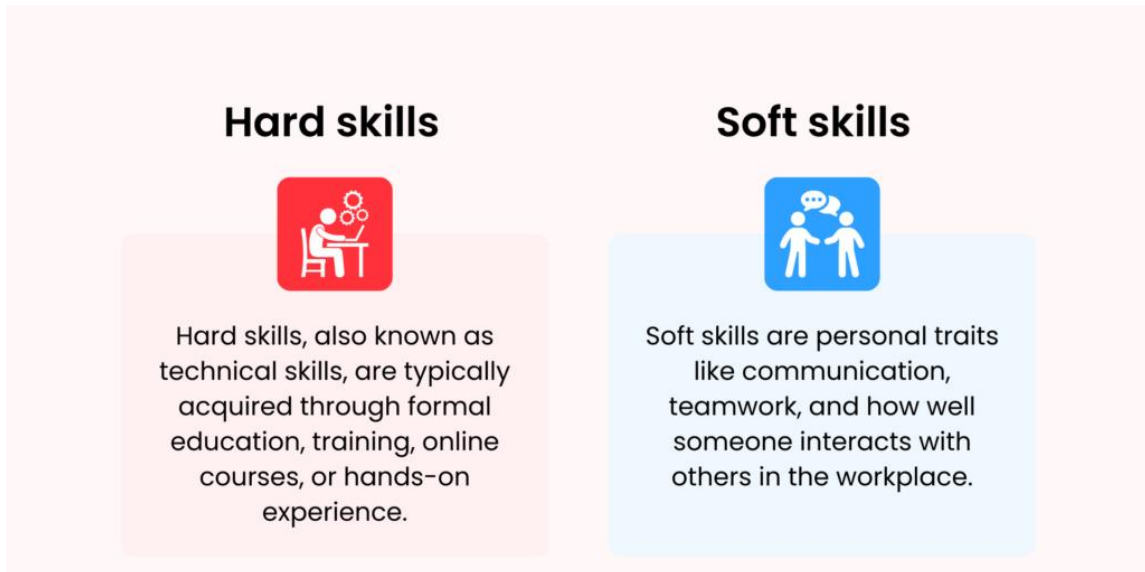 Hard skills
Hard skills, also known as
technical skills, are typically
acquired through formal
education, training, online
courses, or hands-on
experience.
Soft skills
Soft skills are personal traits
like communication,
teamwork, and how well
someone interacts with
others in the workplace.